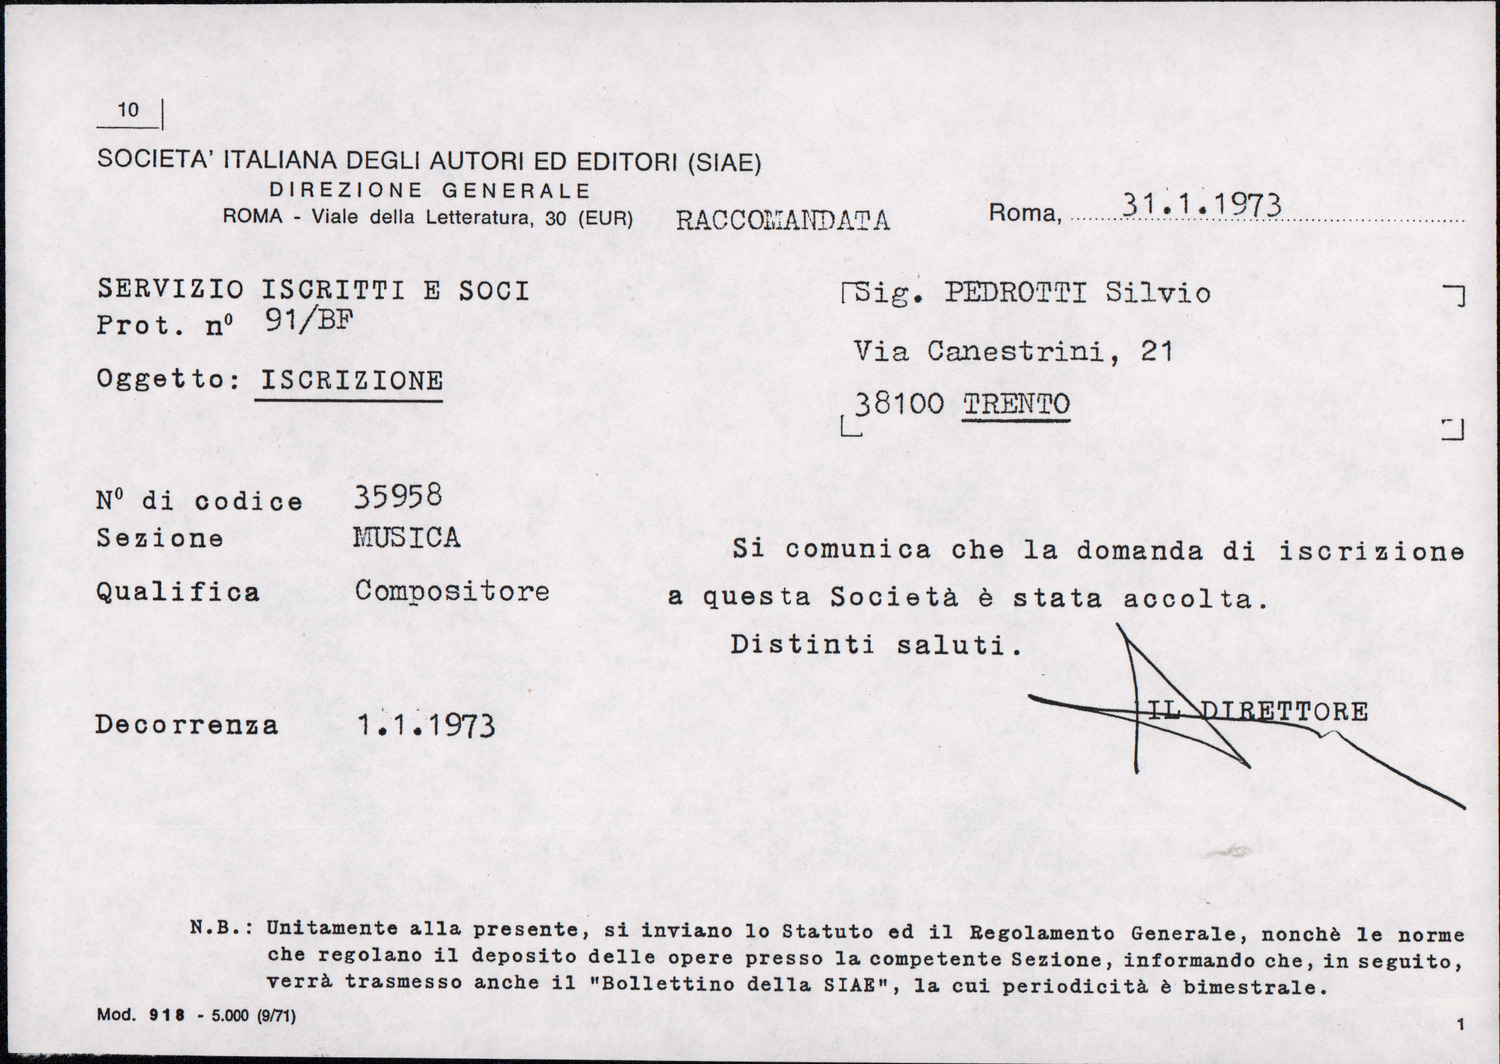 10
SOCIETA' ITALIANA DEGLI AUTORI ED EDITORI (SIAE)
DIREZIONE GENERALE
ROMA - Viale della Letteratura, 30 (EUR)
RACCOMANDATA
Roma, 31.1.1973
SERVIZIO ISCRITTI E SOCI
Prot. nº 91/BF
Oggetto: ISCRIZIONE
Sig. PEDROTTI Silvio
Via Canestrini, 21
38100 TRENTO
Nº di codice 35958
Sezione MUSICA
Qualifica Compositore
Decorrenza 1.1.1973
Si comunica che la domanda di iscrizione
a questa Società è stata accolta.
Distinti saluti.
IL DIRETTORE
N.B.: Unitamente alla presente, si inviano lo Statuto ed il Regolamento Generale, nonchè le norme
che regolano il deposito delle opere presso la competente Sezione, informando che, in seguito,
verrà trasmesso anche il "Bollettino della SIAE", la cui periodicità è bimestrale.
Mod. 918 - 5.000 (9/71)
1